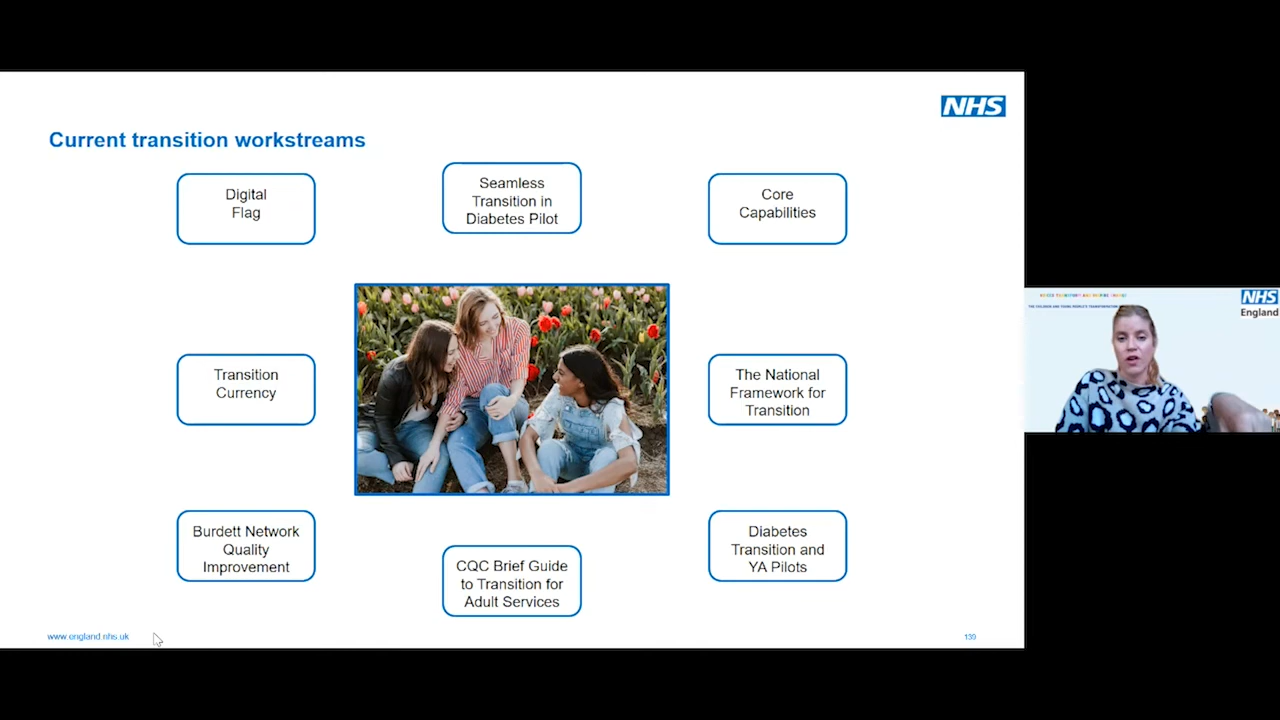 NHS
Current transition workstreams
Digital
Flag
Seamless
Transition in
Diabetes Pilot
Core
Capabilities
Transition
Currency
The National
Framework for
Transition
Burdett Network
Quality
Improvement
CQC Brief Guide
to Transition for
Adult Services
Diabetes
Transition and
YA Pilots
www.england.nhs.uk
139
NHS
England